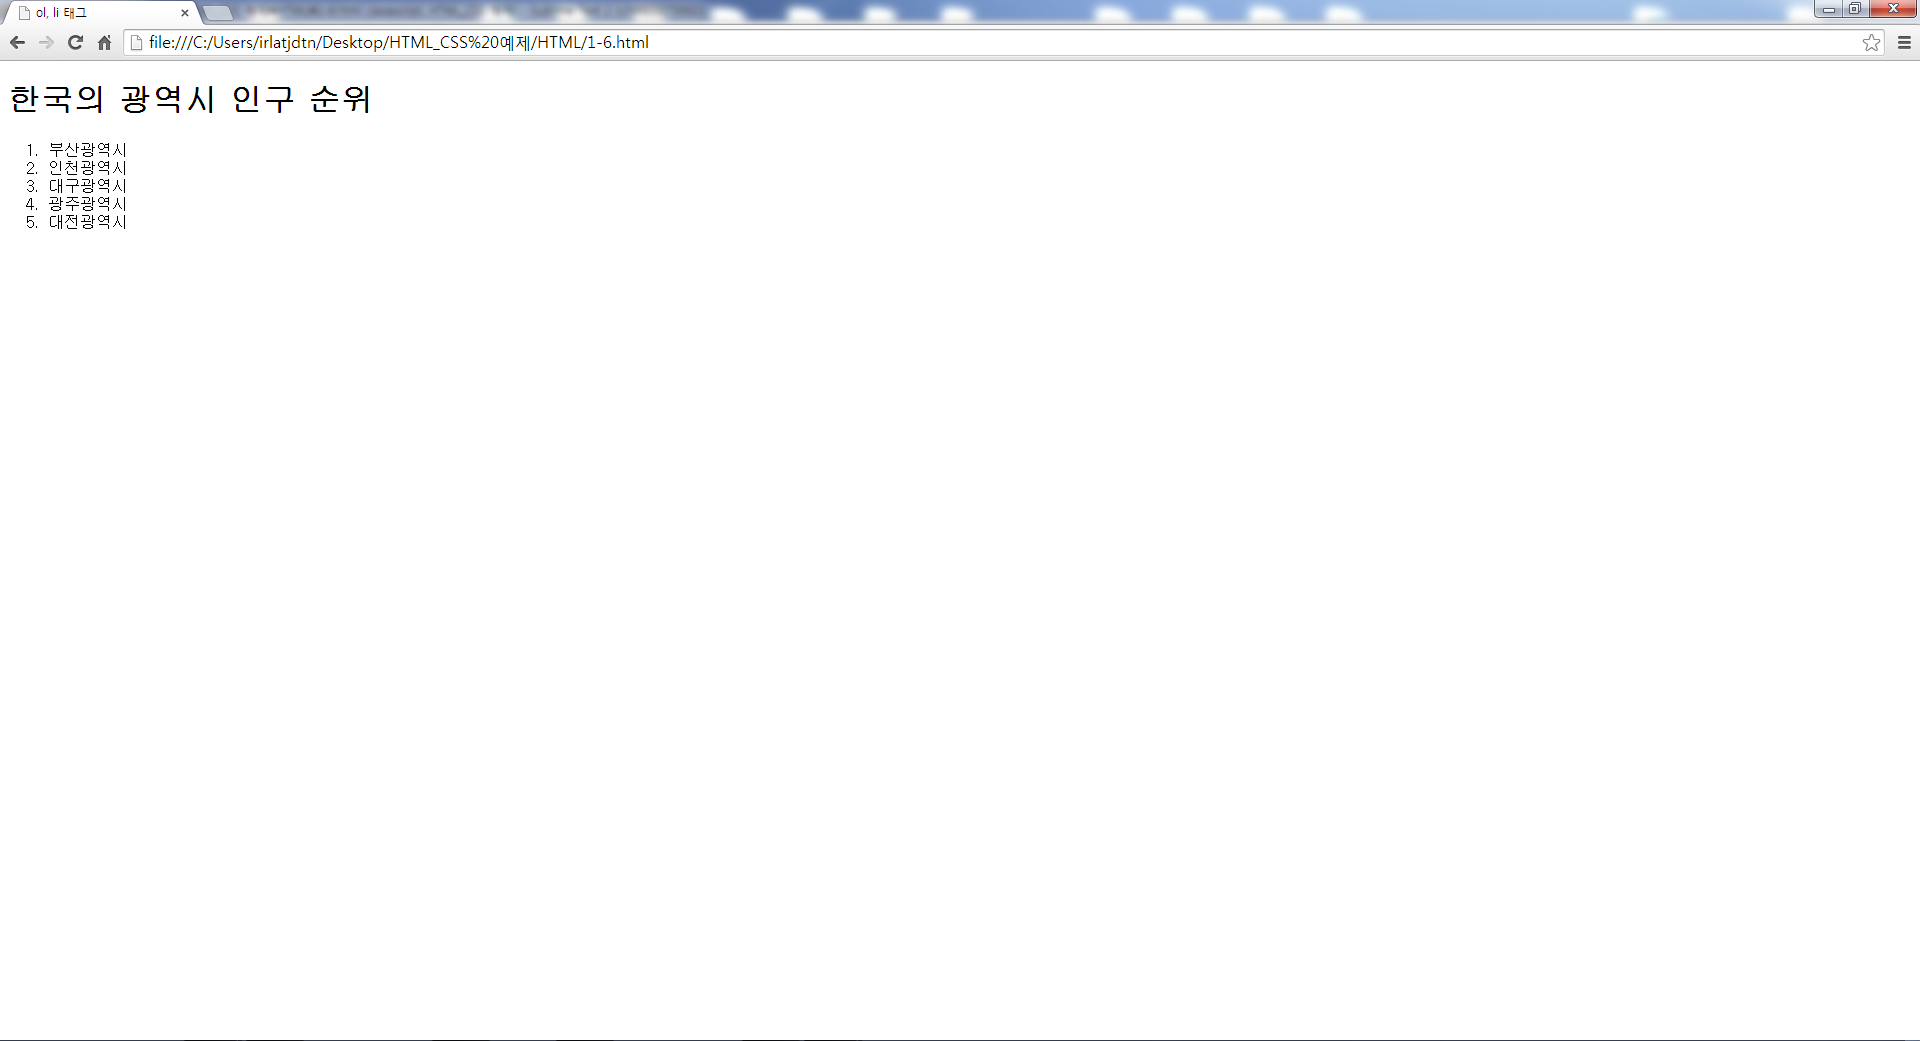 ol, li 태그
file:///C:/Users/irlatjdtn/Desktop/HTML_CSS%20예제/HTML/1-6.html
한국의 광역시 인구 순위
1. 부산광역시
2. 인천광역시
3. 대구광역시
4. 광주광역시
5. 대전광역시